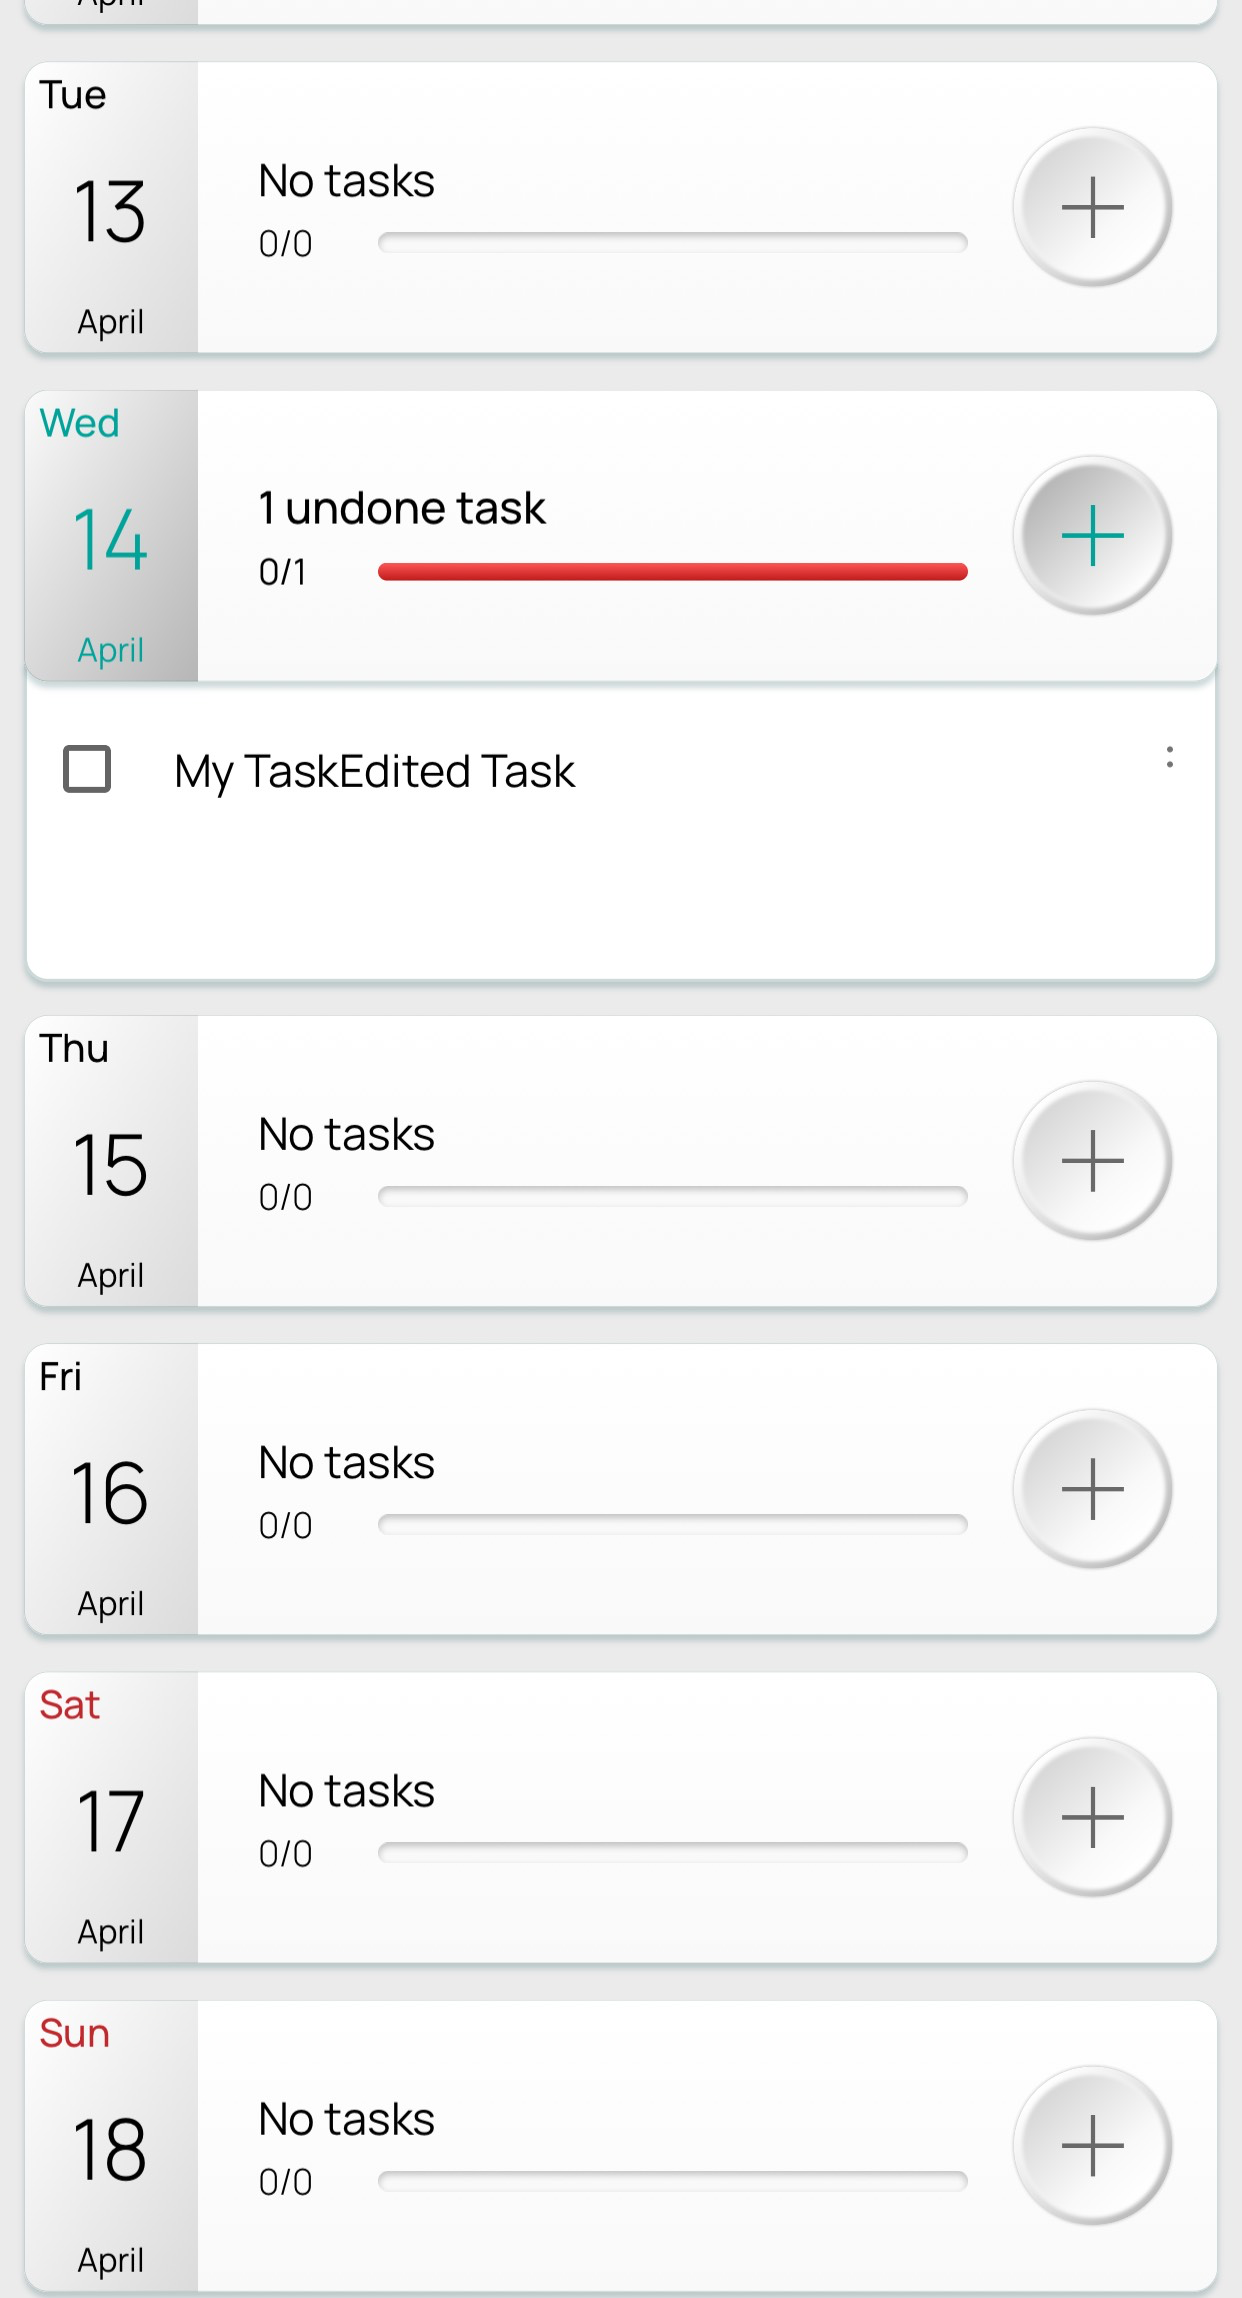 April
Tue
13
April
No tasks
0/0
Wed
14
April
1 undone task
0/1
My TaskEdited Task
Thu
15
April
No tasks
0/0
Fri
16
April
No tasks
0/0
Sat
17
April
No tasks
0/0
Sun
18
April
No tasks
0/0